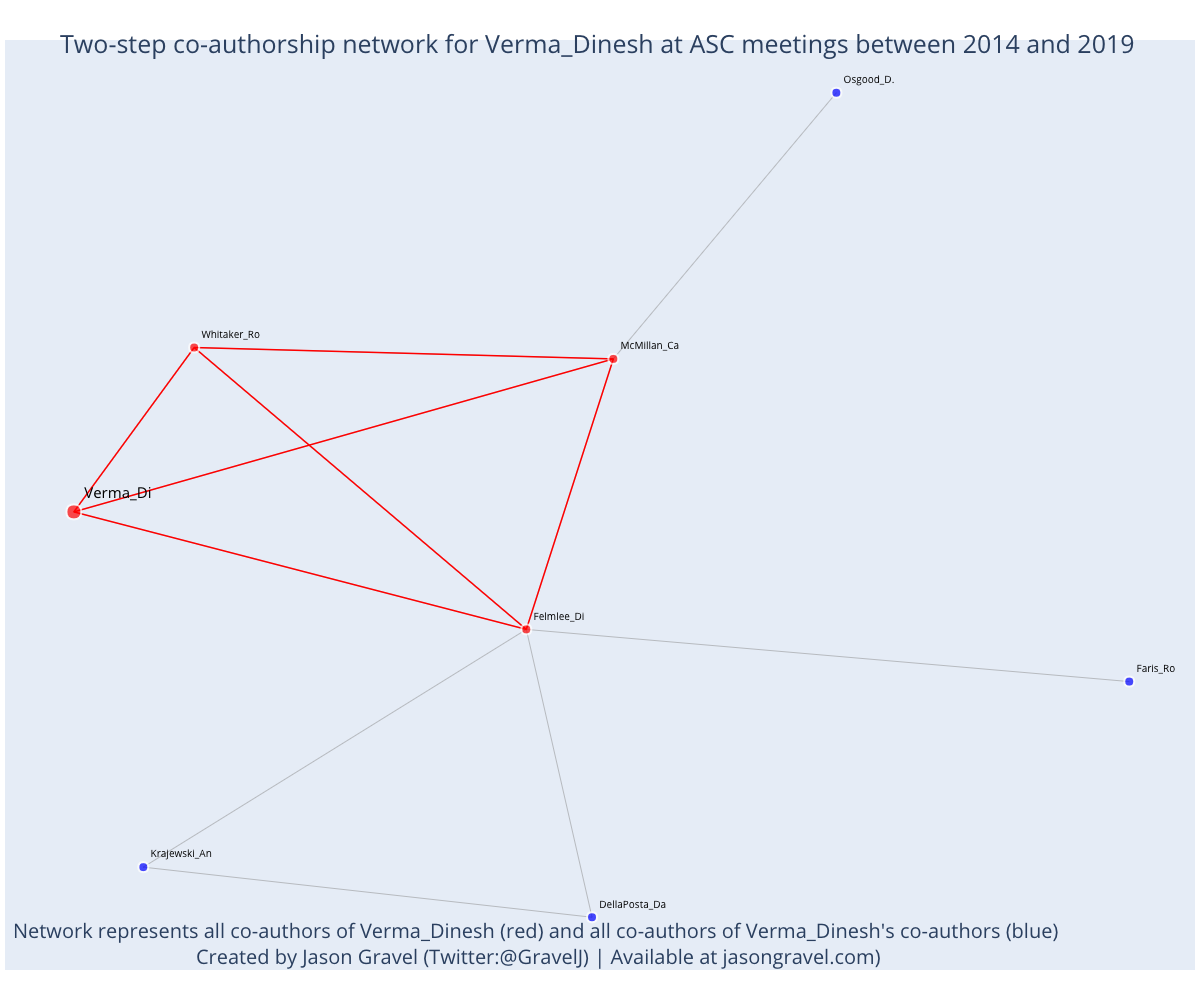 Two-step co-authorship network for Verma_Dinesh at ASC meetings between 2014 and 2019
Osgood_D.
Whitaker_Ro
McMillan_Ca
Verma_Di
Felmlee_Di
Faris_Ro
Krajewski_An
DellaPosta_Da
Network represents all co-authors of Verma_Dinesh (red) and all co-authors of Verma_Dinesh's co-authors (blue)
Created by Jason Gravel (Twitter:@GravelJ) | Available at jasongravel.com)